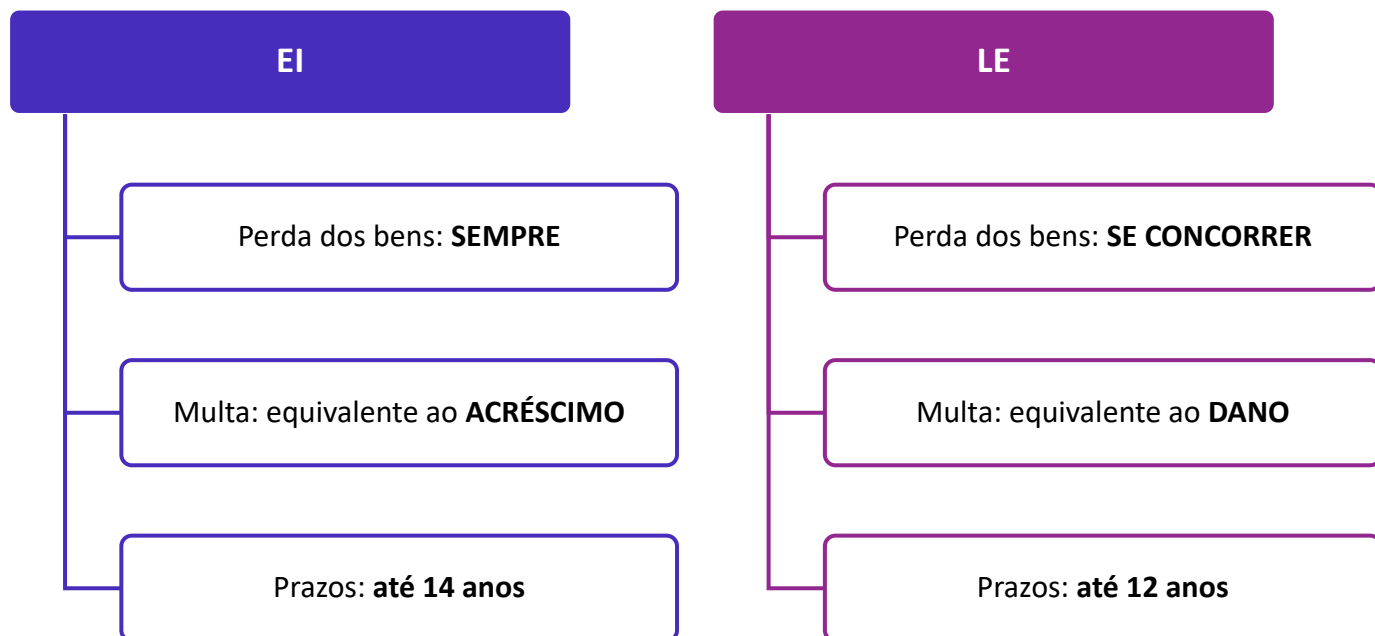 EI
Perda dos bens: SEMPRE
Multa: equivalente ao ACRÉSCIMO
Prazos: até 14 anos
LE
Perda dos bens: SE CONCORRER
Multa: equivalente ao DANO
Prazos: até 12 anos